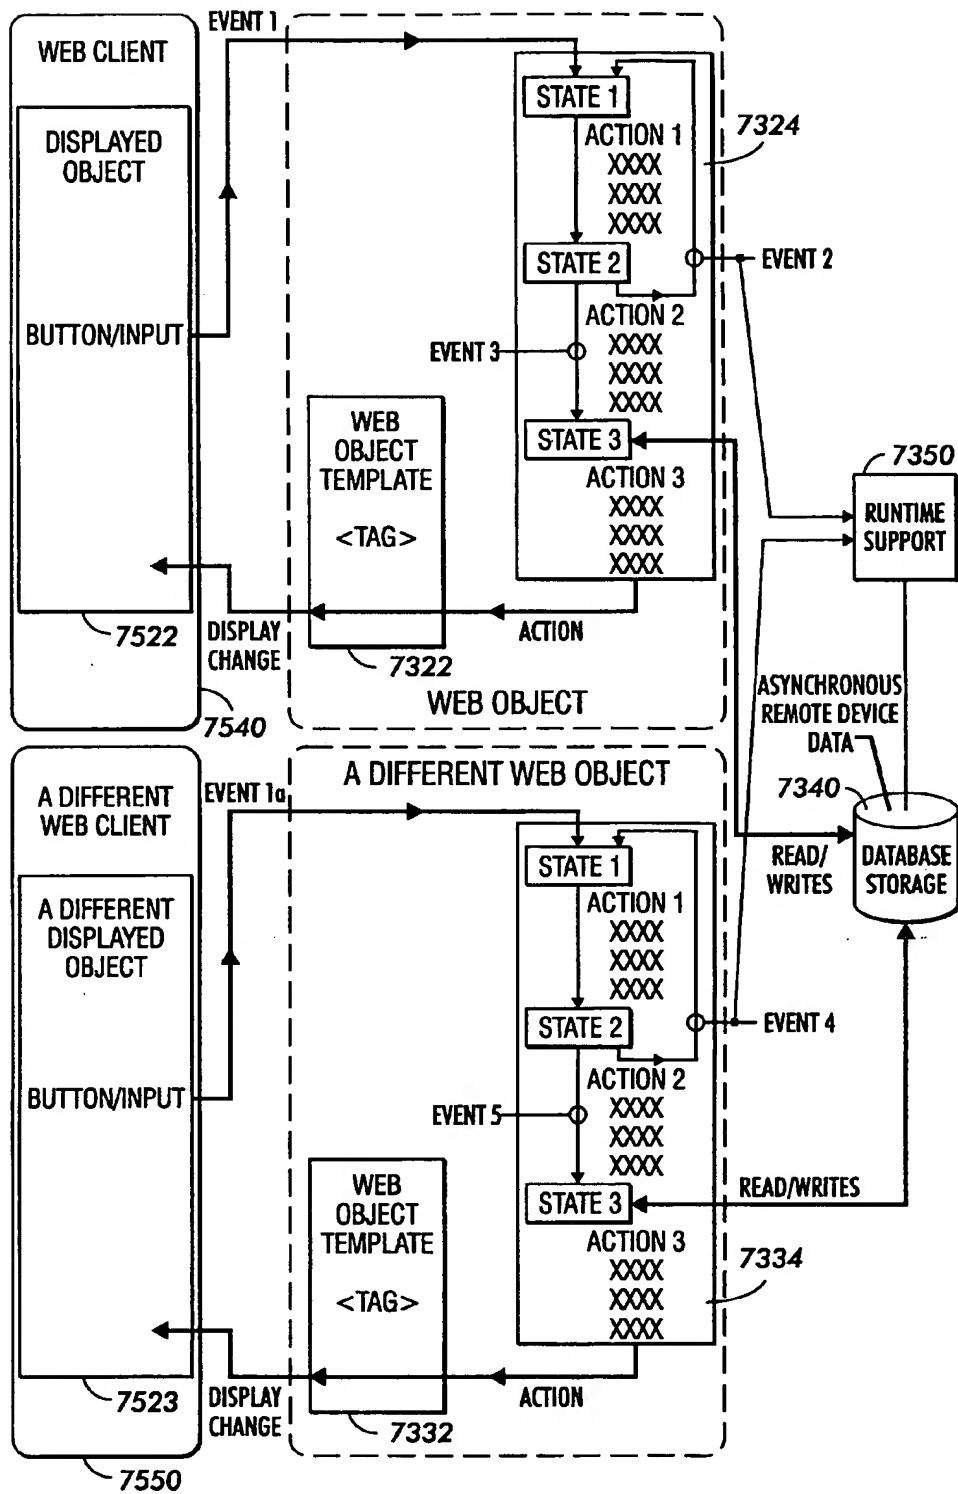 EVENT 1
WEB CLIENT
DISPLAYED
OBJECT
BUTTON/INPUT
7522
7540
DISPLAY
CHANGE
STATE 1
ACTION 1
XXXX
XXXX
XXXX
7324
STATE 2
EVENT 2
ACTION 2
XXXX
XXXX
XXXX
EVENT 3
STATE 3
ACTION 3
XXXX
XXXX
XXXX
WEB
OBJECT
TEMPLATE
<TAG>
7322
ACTION
WEB OBJECT
7350
RUNTIME
SUPPORT
ASYNCHRONOUS
REMOTE DEVICE
DATA
7340
DATABASE
STORAGE
READ/
WRITES
A DIFFERENT
WEB CLIENT
EVENT 1a
A DIFFERENT WEB OBJECT
A DIFFERENT
DISPLAYED
OBJECT
BUTTON/INPUT
7523
7550
DISPLAY
CHANGE
STATE 1
ACTION 1
XXXX
XXXX
XXXX
STATE 2
EVENT 4
ACTION 2
XXXX
XXXX
XXXX
EVENT 5
STATE 3
READ/WRITES
ACTION 3
XXXX
XXXX
XXXX
7334
WEB
OBJECT
TEMPLATE
<TAG>
7332
ACTION